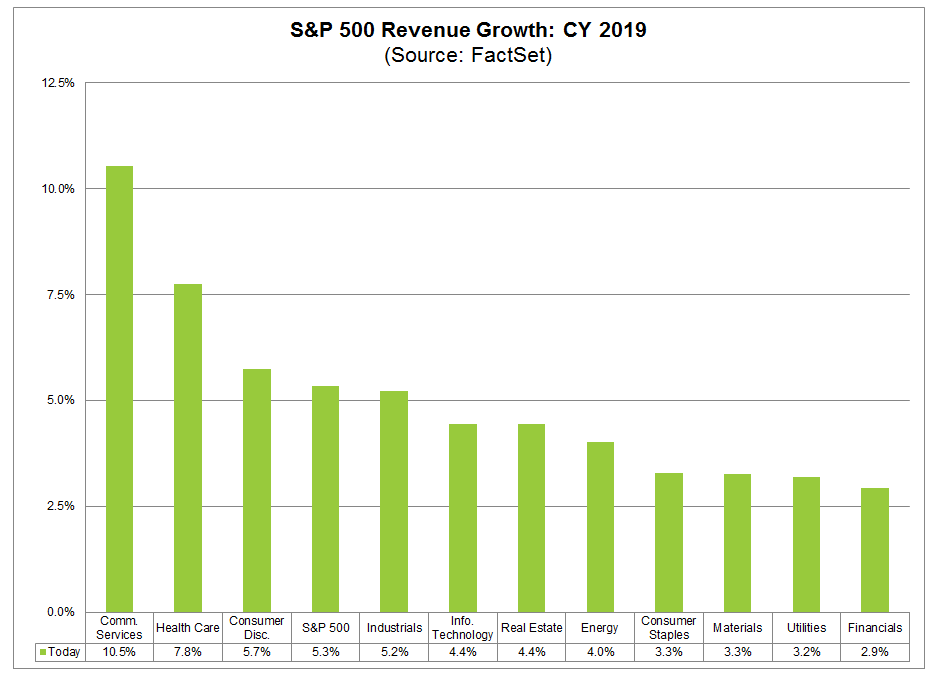 S&P 500 Revenue Growth: CY 2019
(Source: FactSet)
12.5%
10.0%
7.5%
5.0%
2.5%
0.0%
Comm. Services Health Care Consumer Disc. S&P 500 Industrials Info. Technology Real Estate Energy Consumer Staples Materials Utilities Financials
Today 10.5% 7.8% 5.7% 5.3% 5.2% 4.4% 4.4% 4.0% 3.3% 3.3% 3.2% 2.9%